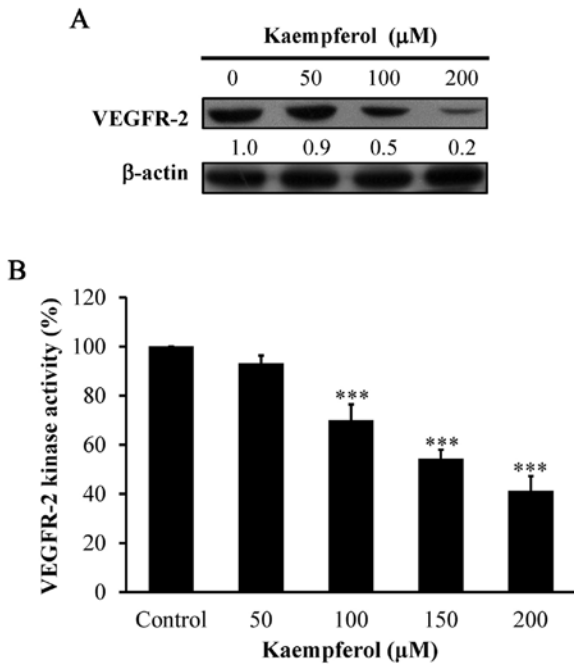 A
Kaempferol (μM)
0 50 100 200
VEGFR-2
1.0 0.9 0.5 0.2
β-actin
B
VEGFR-2 kinase activity (%)
120
100
80
60
40
20
0
***
***
***
Control 50 100 150 200
Kaempferol (μM)